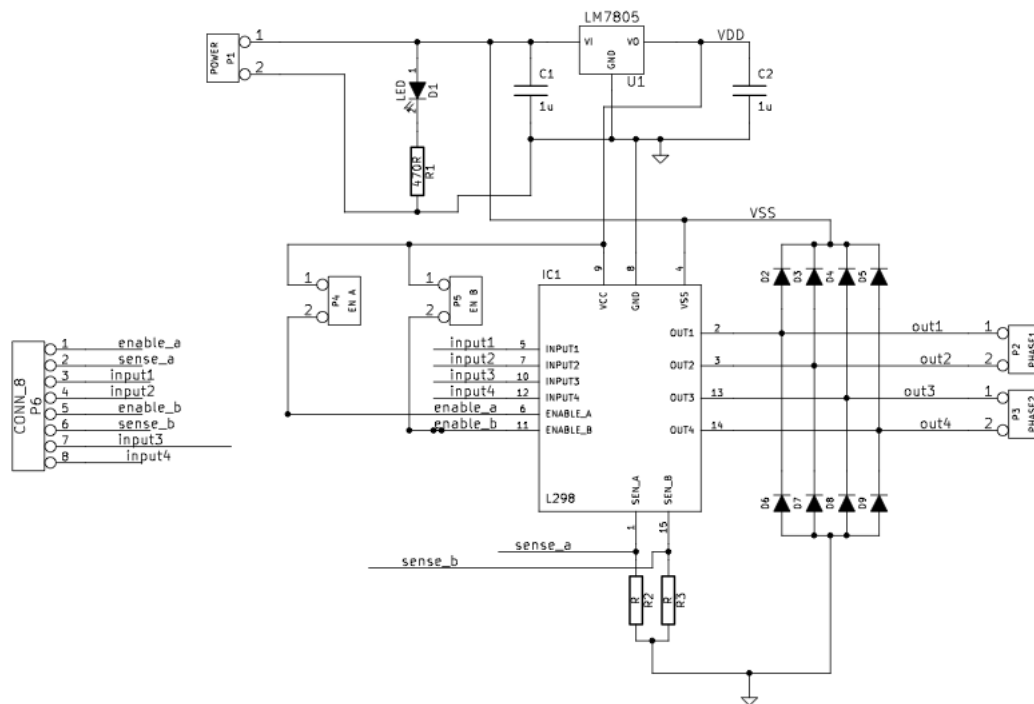 LM7805
POWER
P1
1
2
VI
VO
GND
U1
VDD
1
2
LED
D1
C1
1u
C2
1u
470R
R1
VSS
1
2
P4
EN A
1
2
P5
EN B
IC1
9
8
4
VCC
GND
VSS
D2
D3
D4
D5
CONN_8
P6
1 enable_a
2 sense_a
3 input1
4 input2
5 enable_b
6 sense_b
7 input3
8 input4
input1 5 INPUT1
input2 7 INPUT2
input3 10 INPUT3
input4 12 INPUT4
enable_a 6 ENABLE_A
enable_b 11 ENABLE_B
OUT1 2 out1 1
OUT2 3 out2 2
OUT3 13 out3 1
OUT4 14 out4 2
P2
PHASE1
P3
PHASE2
SEN_A
SEN_B
L298
1
15
D6
D7
D8
D9
sense_a
sense_b
R
R2
R
R3